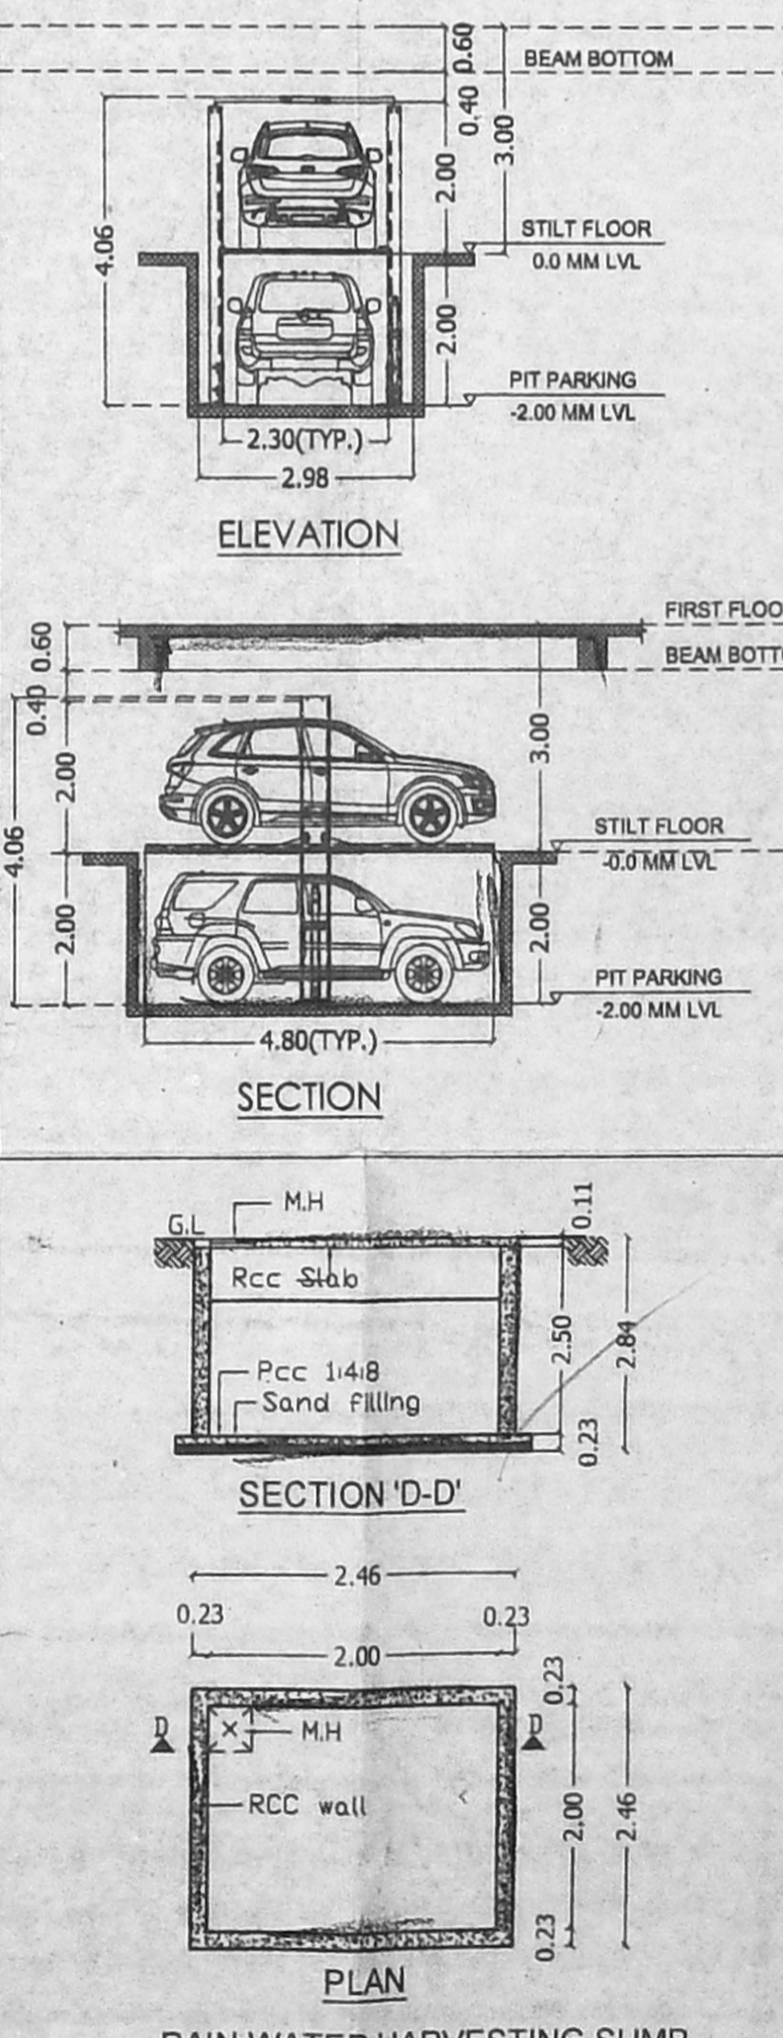 0.60
BEAM BOTTOM
0.40
3.00
2.00
4.06
STILT FLOOR
0.0 MM LVL
2.00
PIT PARKING
-2.00 MM LVL
2.30(TYP.)
2.98
ELEVATION
FIRST FLOO
0.60
BEAM BOTT
0.40
3.00
2.00
STILT FLOOR
-0.0 MM LVL
4.06
2.00
2.00
PIT PARKING
-2.00 MM LVL
4.80(TYP.)
SECTION
M.H
0.11
G.L
Rcc Slab
2.50
2.84
Pcc 1:4:8
Sand filling
0.23
SECTION 'D-D'
2.46
0.23
0.23
2.00
0.23
D
M.H
D
RCC wall
2.00
2.46
0.23
PLAN
RAIN WATER HARVESTING SUMP